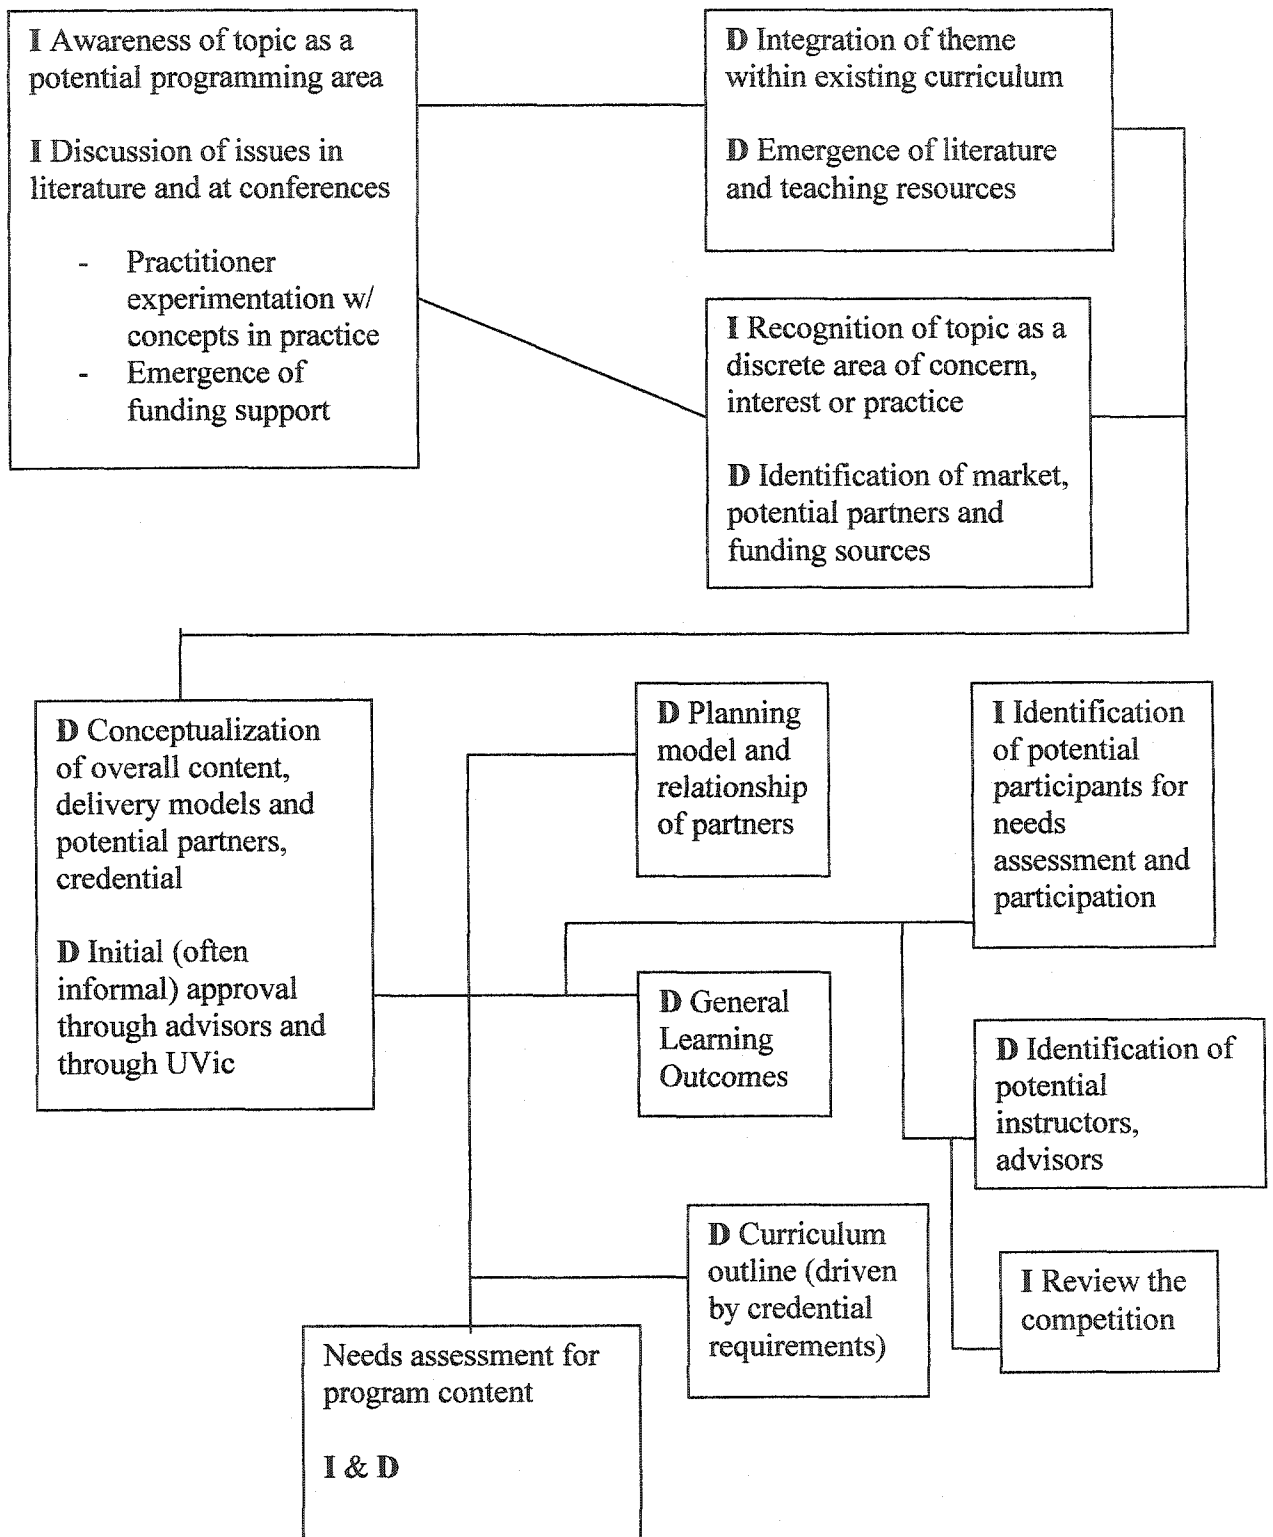 I Awareness of topic as a
potential programming area
I Discussion of issues in
literature and at conferences
- Practitioner
experimentation w/
concepts in practice
- Emergence of
funding support
D Integration of theme
within existing curriculum
D Emergence of literature
and teaching resources
I Recognition of topic as a
discrete area of concern,
interest or practice
D Identification of market,
potential partners and
funding sources
D Conceptualization
of overall content,
delivery models and
potential partners,
credential
D Initial (often
informal) approval
through advisors and
through UVic
D Planning
model and
relationship
of partners
I Identification
of potential
participants for
needs
assessment and
participation
D General
Learning
Outcomes
D Identification of
potential
instructors,
advisors
D Curriculum
outline (driven
by credential
requirements)
I Review the
competition
Needs assessment for
program content
I & D